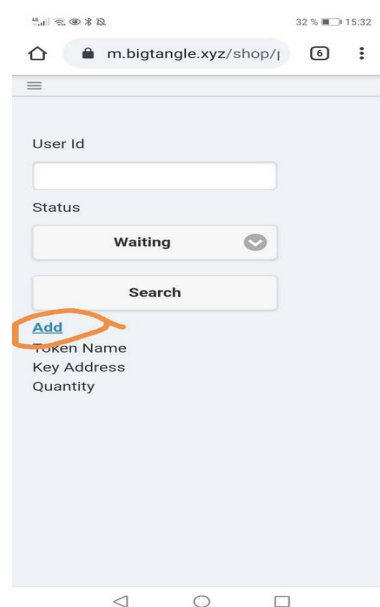 32 % 15:32
m.bigtangle.xyz/shop/
6
User Id
Status
Waiting
Search
Add
Token Name
Key Address
Quantity